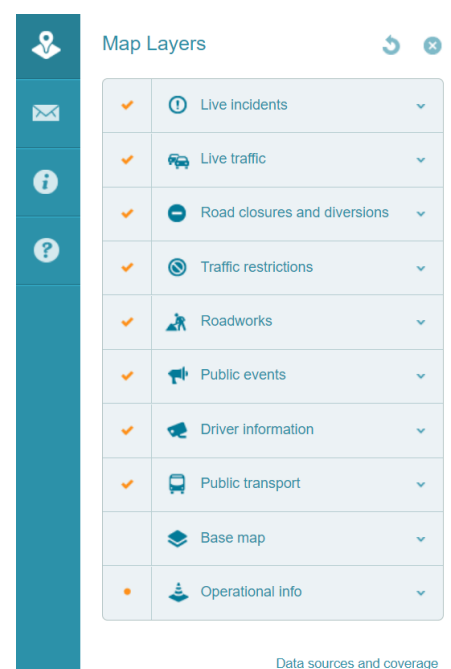 Map Layers
Live incidents
Live traffic
Road closures and diversions
Traffic restrictions
Roadworks
Public events
Driver information
Public transport
Base map
Operational info
Data sources and coverage